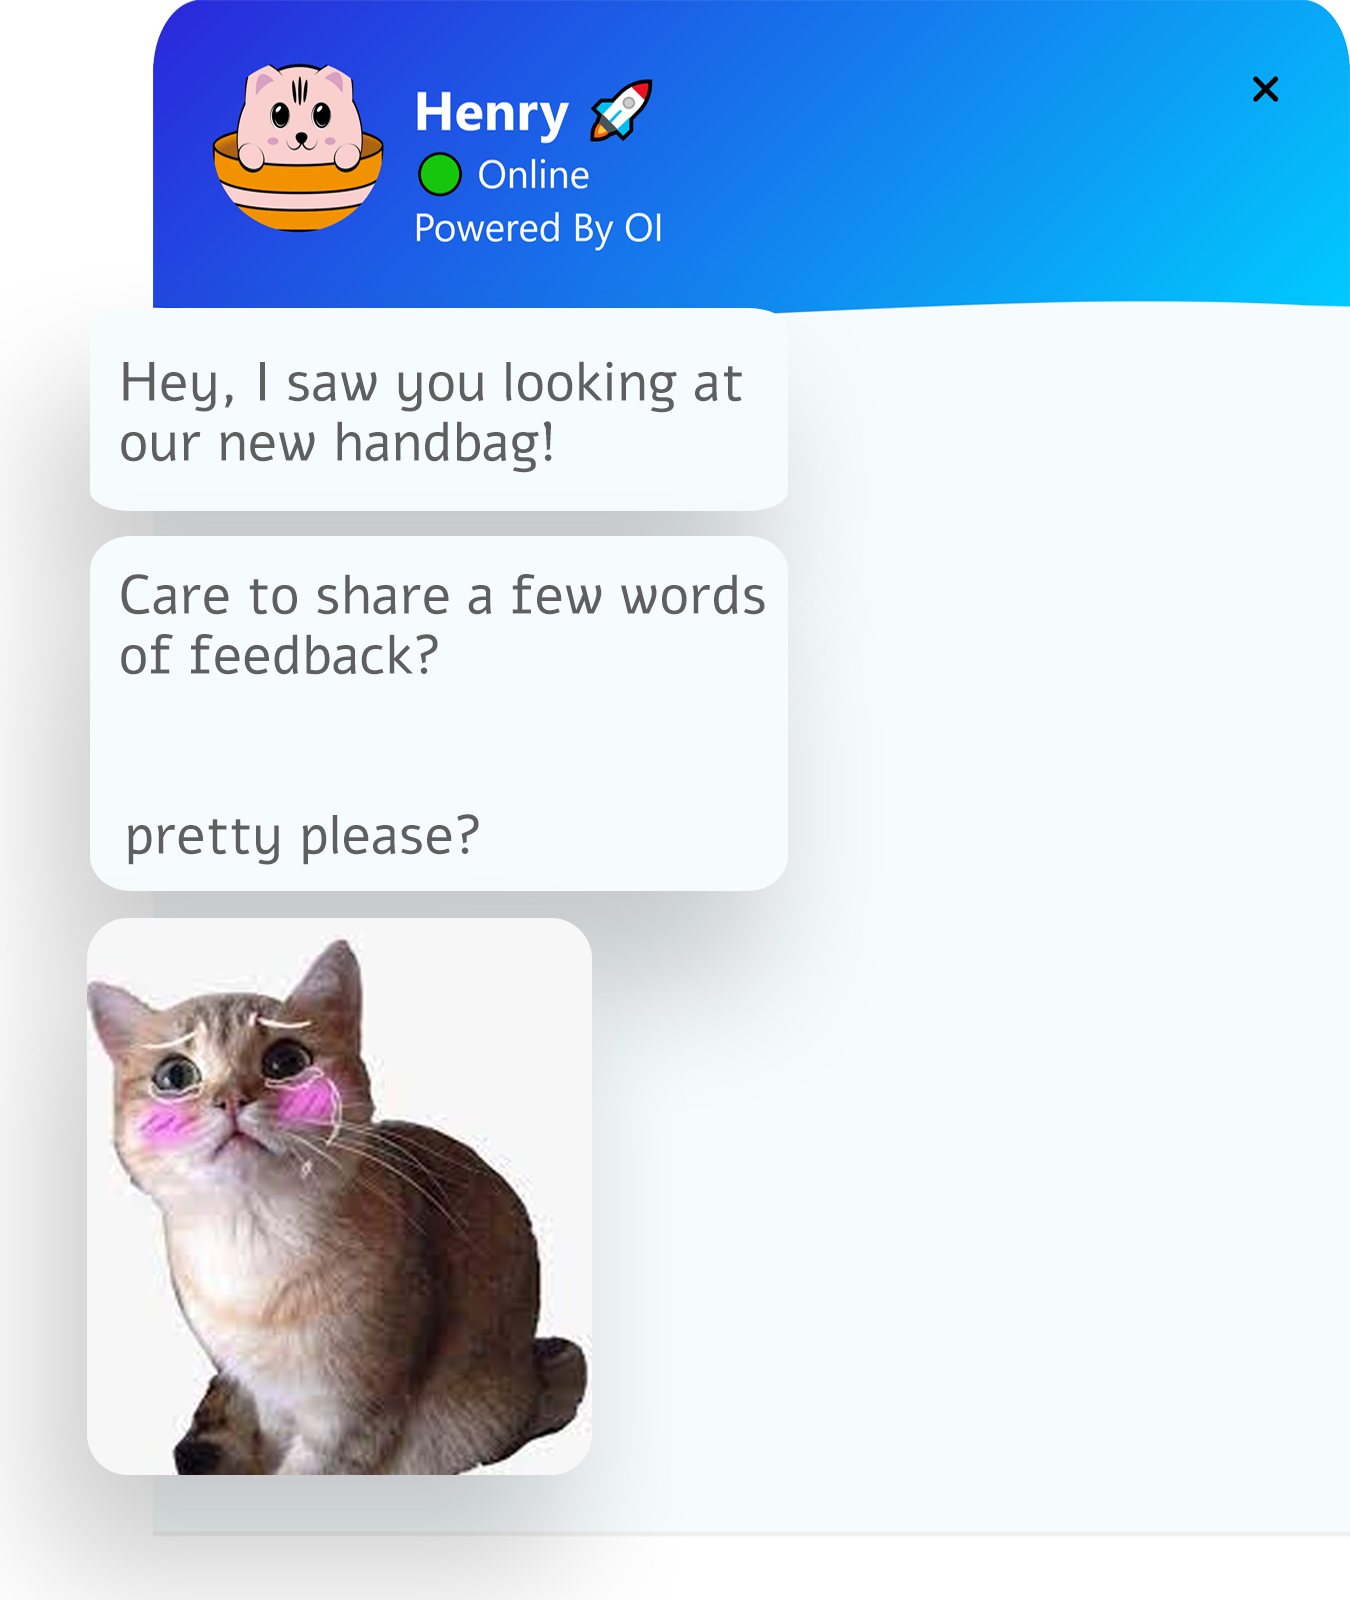 Henry 🚀
Online
Powered By OI
Hey, I saw you looking at
our new handbag!
Care to share a few words
of feedback?
pretty please?